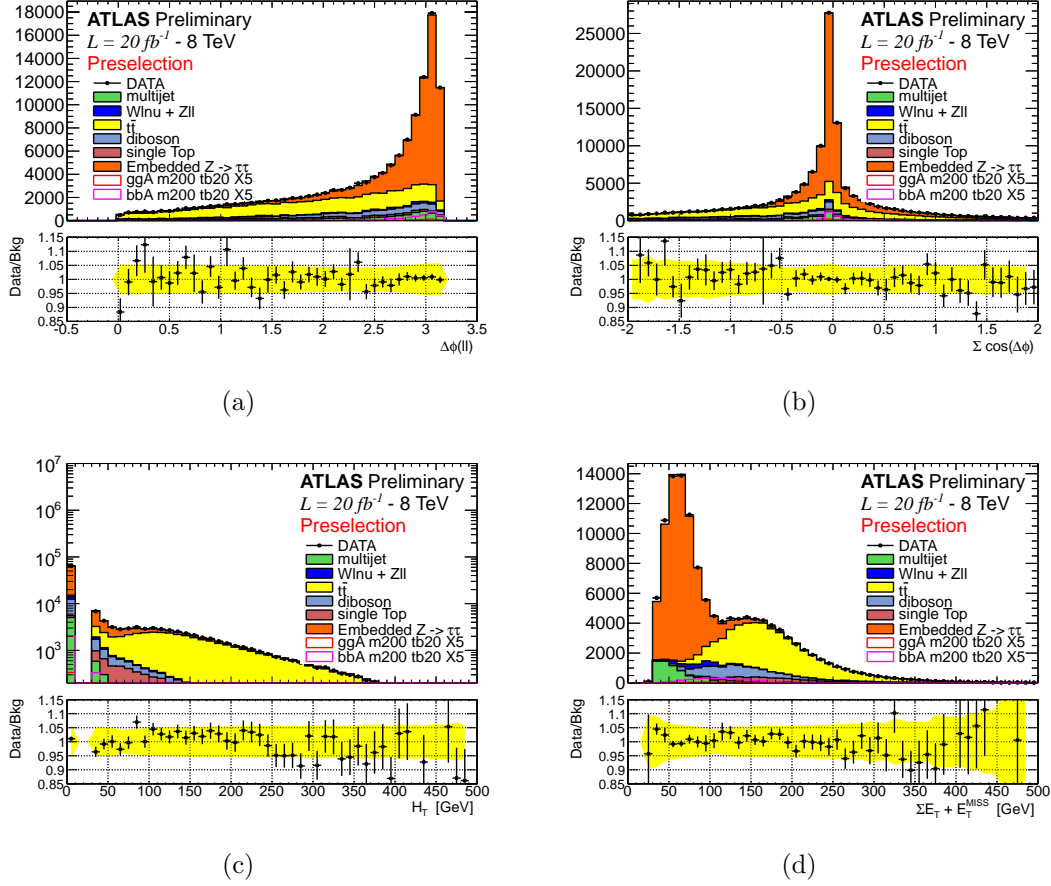 18000
16000
14000
12000
10000
8000
6000
4000
2000
0
ATLAS Preliminary
L = 20 fb⁻¹ - 8 TeV
Preselection
DATA
multijet
Wlnu + Zll
tt̄
diboson
single Top
Embedded Z -> ττ
ggA m200 tb20 X5
bbA m200 tb20 X5
Data/Bkg
1.15
1.1
1.05
1
0.95
0.9
0.85
-0.5 0 0.5 1 1.5 2 2.5 3 3.5
Δϕ(ll)
(a)
25000
20000
15000
10000
5000
0
ATLAS Preliminary
L = 20 fb⁻¹ - 8 TeV
Preselection
DATA
multijet
Wlnu + Zll
tt̄
diboson
single Top
Embedded Z -> ττ
ggA m200 tb20 X5
bbA m200 tb20 X5
Data/Bkg
1.15
1.1
1.05
1
0.95
0.9
0.85
-2 -1.5 -1 -0.5 0 0.5 1 1.5 2
Σ cos(Δϕ)
(b)
10⁷
10⁶
10⁵
10⁴
10³
ATLAS Preliminary
L = 20 fb⁻¹ - 8 TeV
Preselection
DATA
multijet
Wlnu + Zll
tt̄
diboson
single Top
Embedded Z -> ττ
ggA m200 tb20 X5
bbA m200 tb20 X5
Data/Bkg
1.15
1.1
1.05
1
0.95
0.9
0.85
0 50 100 150 200 250 300 350 400 450 500
H_T [GeV]
(c)
14000
12000
10000
8000
6000
4000
2000
0
ATLAS Preliminary
L = 20 fb⁻¹ - 8 TeV
Preselection
DATA
multijet
Wlnu + Zll
tt̄
diboson
single Top
Embedded Z -> ττ
ggA m200 tb20 X5
bbA m200 tb20 X5
Data/Bkg
1.15
1.1
1.05
1
0.95
0.9
0.85
0 50 100 150 200 250 300 350 400 450 500
ΣE_T + E_T^MISS [GeV]
(d)